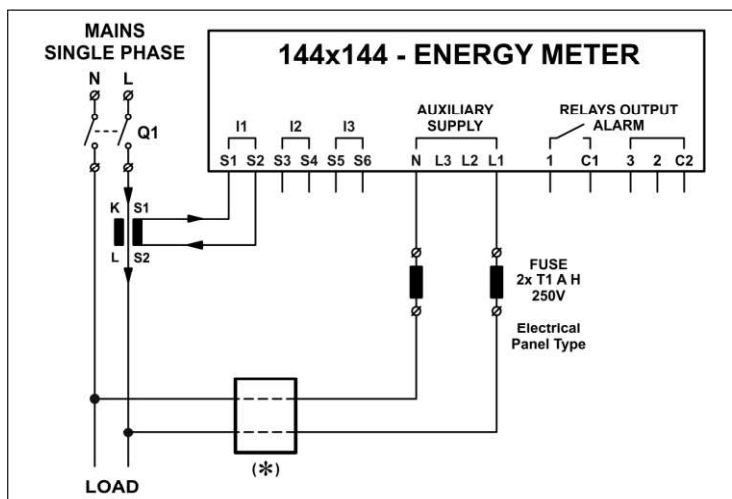 MAINS
SINGLE PHASE
N L
Q1
144x144 - ENERGY METER
AUXILIARY
SUPPLY
RELAYS OUTPUT
ALARM
I1 I2 I3
S1 S2 S3 S4 S5 S6 N L3 L2 L1 1 C1 3 2 C2
K S1
L S2
FUSE
2x T1 A H
250V
Electrical
Panel Type
(*)
LOAD